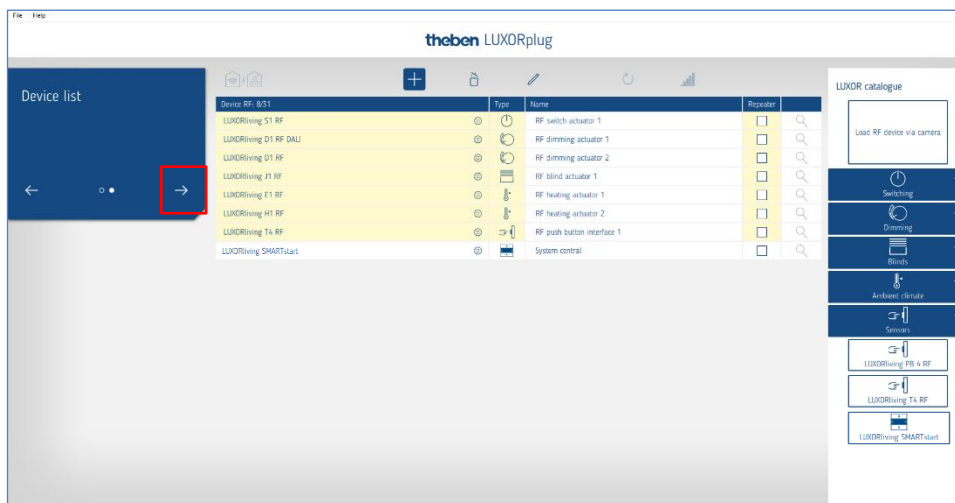 File Help
theben LUXORplug
Device list
Device RF: 8/31 Type Name Repeater
LUXORliving S1 RF RF switch actuator 1
LUXORliving D1 RF DALI RF dimming actuator 1
LUXORliving D1 RF RF dimming actuator 2
LUXORliving J1 RF RF blind actuator 1
LUXORliving E1 RF RF heating actuator 1
LUXORliving H1 RF RF heating actuator 2
LUXORliving T4 RF RF push button interface 1
LUXORliving SMARTstart System central
LUXOR catalogue
Load RF device via camera
Switching
Dimming
Blinds
Ambient climate
Sensors
LUXORliving PB 4 RF
LUXORliving T4 RF
LUXORliving SMARTstart